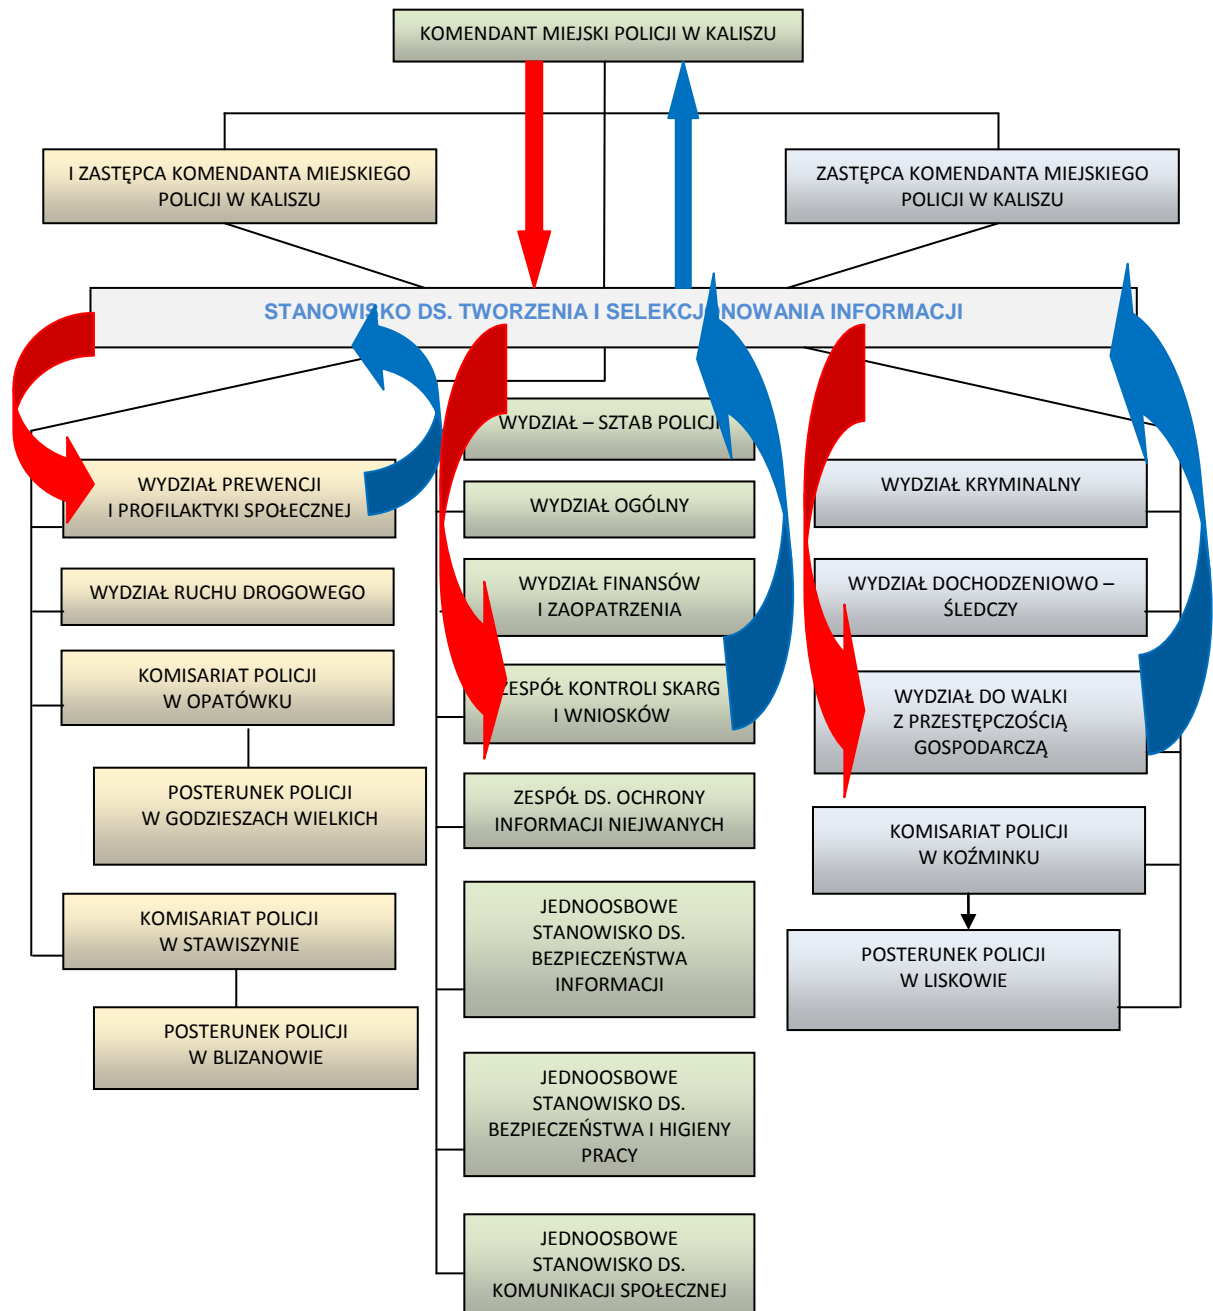 KOMENDANT MIEJSKI POLICJI W KALISZU
I ZASTĘPCA KOMENDANTA MIEJSKIEGO
POLICJI W KALISZU
ZASTĘPCA KOMENDANTA MIEJSKIEGO
POLICJI W KALISZU
STANOWISKO DS. TWORZENIA I SELEKCJONOWANIA INFORMACJI
WYDZIAŁ PREWENCJI
I PROFILAKTYKI SPOŁECZNEJ
WYDZIAŁ RUCHU DROGOWEGO
KOMISARIAT POLICJI
W OPATÓWKU
POSTERUNEK POLICJI
W GODZIESZACH WIELKICH
KOMISARIAT POLICJI
W STAWISZYNIE
POSTERUNEK POLICJI
W BLIZANOWIE
WYDZIAŁ – SZTAB POLICJI
WYDZIAŁ OGÓLNY
WYDZIAŁ FINANSÓW
I ZAOPATRZENIA
ZESPÓŁ KONTROLI SKARG
I WNIOSKÓW
ZESPÓŁ DS. OCHRONY
INFORMACJI NIEJWANYCH
JEDNOOSBOWE
STANOWISKO DS.
BEZPIECZEŃSTWA
INFORMACJI
JEDNOOSBOWE
STANOWISKO DS.
BEZPIECZEŃSTWA I HIGIENY
PRACY
JEDNOOSBOWE
STANOWISKO DS.
KOMUNIKACJI SPOŁECZNEJ
WYDZIAŁ KRYMINALNY
WYDZIAŁ DOCHODZENIOWO –
ŚLEDCZY
WYDZIAŁ DO WALKI
Z PRZESTĘPCZOŚCIĄ
GOSPODARCZĄ
KOMISARIAT POLICJI
W KOŹMINKU
POSTERUNEK POLICJI
W LISKOWIE